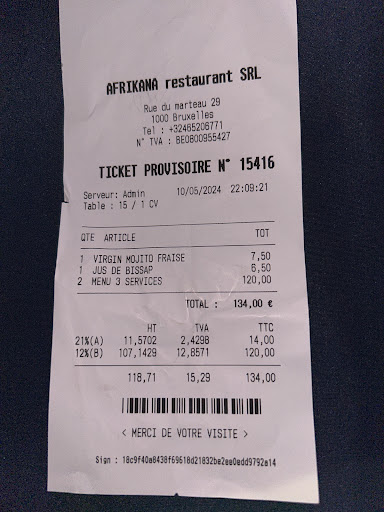 AFRIKANA restaurant SRL
Rue du marteau 29
1000 Bruxelles
Tel : +32465206771
N° TVA : BE0800955427
TICKET PROVISOIRE N° 15416
Serveur: Admin 10/05/2024 22:09:21
Table : 15 / 1 CV
QTE ARTICLE TOT
1 VIRGIN MOJITO FRAISE 7,50
1 JUS DE BISSAP 6,50
2 MENU 3 SERVICES 120,00
TOTAL : 134,00 €
HT TVA TTC
21%(A) 11,5702 2,4298 14,00
12%(B) 107,1429 12,8571 120,00
118,71 15,29 134,00
< MERCI DE VOTRE VISITE >
Sign : 18c9f40a8438f69618d21832be2aa0add9792a14